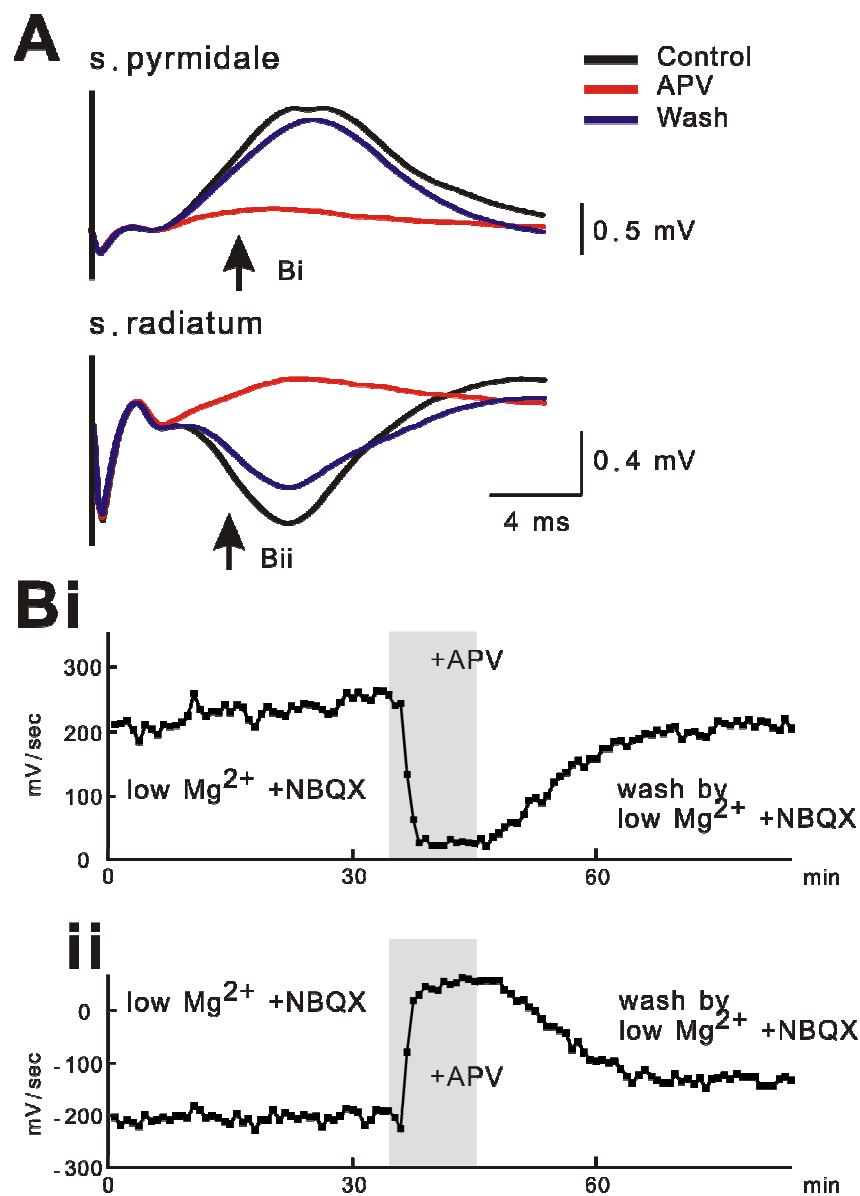 A
s. pyrmidale
Control
APV
Wash
0.5 mV
Bi
s. radiatum
0.4 mV
4 ms
Bii
Bi
+APV
300
200
100
0
mV/sec
low Mg2+ +NBQX
wash by
low Mg2+ +NBQX
0
30
60
min
ii
low Mg2+ +NBQX
wash by
low Mg2+ +NBQX
+APV
0
-100
-200
-300
mV/sec
0
30
60
min